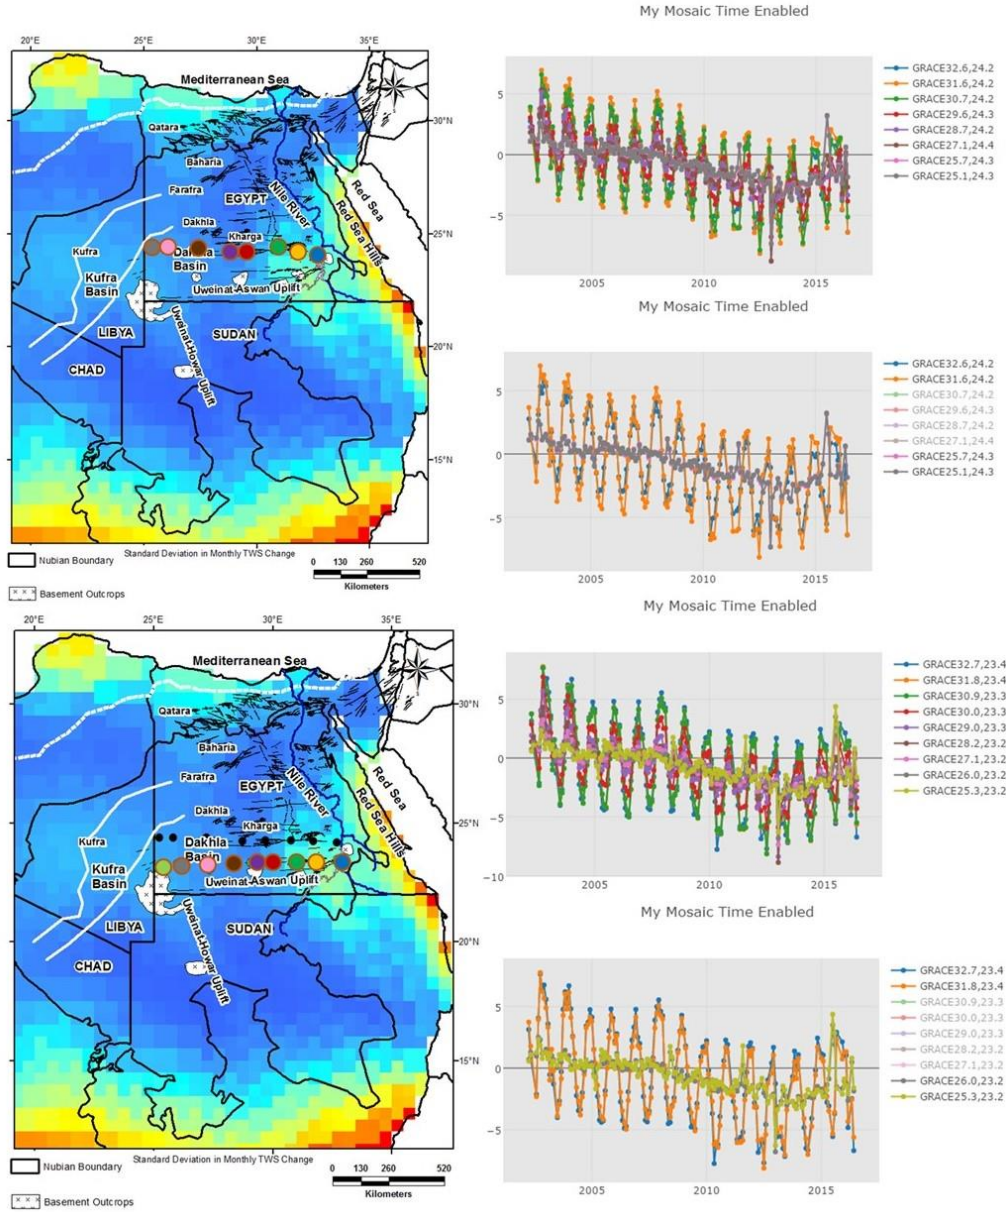 20°E 25°E 30°E 35°E
Mediterranean Sea
30°N
Qatara
Baharia
EGYPT
Farafra
Nile River
Red Sea
Red Sea Hills
Dakhla
25°N
Kharga
Kufra
Dakhla
Basin
Kufra
Basin
Uweinat-Aswan Uplift
LIBYA
SUDAN
Uweinat-Howar Uplift
20°N
CHAD
15°N
Nubian Boundary
Standard Deviation in Monthly TWS Change
0 130 260 520
Kilometers
Basement Outcrops
My Mosaic Time Enabled
5
0
−5
2005 2010 2015
GRACE32.6,24.2
GRACE31.6,24.2
GRACE30.7,24.2
GRACE29.6,24.3
GRACE28.7,24.2
GRACE27.1,24.4
GRACE25.7,24.3
GRACE25.1,24.3
My Mosaic Time Enabled
5
0
−5
2005 2010 2015
GRACE32.6,24.2
GRACE31.6,24.2
GRACE30.7,24.2
GRACE29.6,24.3
GRACE28.7,24.2
GRACE27.1,24.4
GRACE25.7,24.3
GRACE25.1,24.3
20°E 25°E 30°E 35°E
Mediterranean Sea
30°N
Qatara
Baharia
Farafra
EGYPT
Nile River
Red Sea
Red Sea Hills
Dakhla
25°N
Kharga
Kufra
Dakhla
Basin
Kufra
Basin
Uweinat-Aswan Uplift
LIBYA
SUDAN
Uweinat-Howar Uplift
20°N
CHAD
15°N
Nubian Boundary
Standard Deviation in Monthly TWS Change
0 130 260 520
Kilometers
Basement Outcrops
My Mosaic Time Enabled
5
0
−5
−10
2005 2010 2015
GRACE32.7,23.4
GRACE31.8,23.4
GRACE30.9,23.3
GRACE30.0,23.3
GRACE29.0,23.3
GRACE28.2,23.2
GRACE27.1,23.2
GRACE26.0,23.2
GRACE25.3,23.2
My Mosaic Time Enabled
5
0
−5
2005 2010 2015
GRACE32.7,23.4
GRACE31.8,23.4
GRACE30.9,23.3
GRACE30.0,23.3
GRACE29.0,23.3
GRACE28.2,23.2
GRACE27.1,23.2
GRACE26.0,23.2
GRACE25.3,23.2